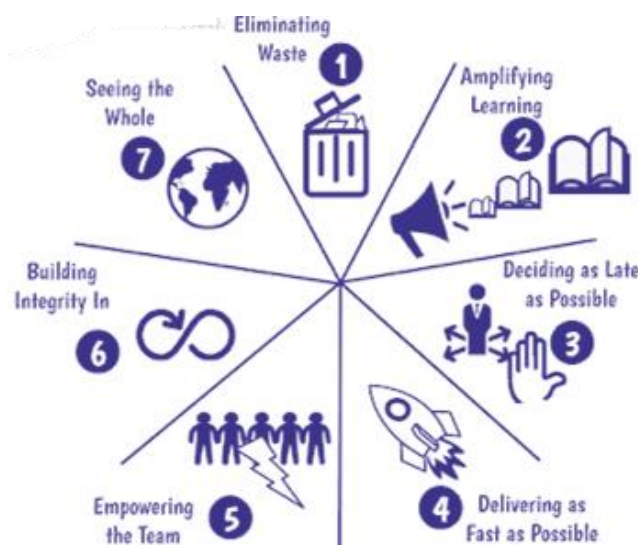 Eliminating
Waste
1
Amplifying
Learning
2
Deciding as Late
as Possible
3
4
Delivering as
Fast as Possible
Empowering
the Team
5
Building
Integrity In
6
Seeing the
Whole
7